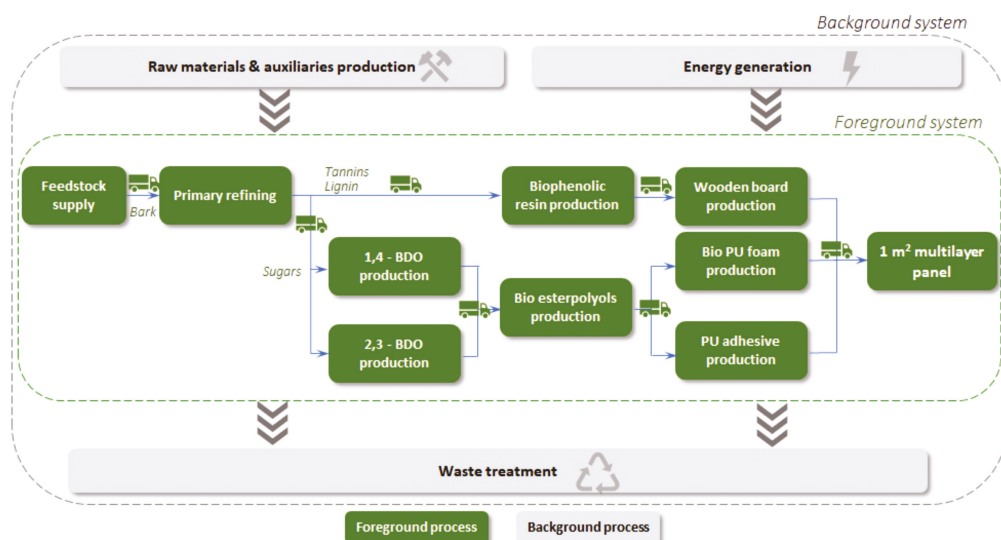 Background system
Raw materials & auxiliaries production
Energy generation
Foreground system
Feedstock
supply
Bark
Primary refining
Tannins
Lignin
Sugars
Biophenolic
resin production
Wooden board
production
1,4 - BDO
production
2,3 - BDO
production
Bio esterpolyols
production
Bio PU foam
production
PU adhesive
production
1 m² multilayer
panel
Waste treatment
Foreground process
Background process